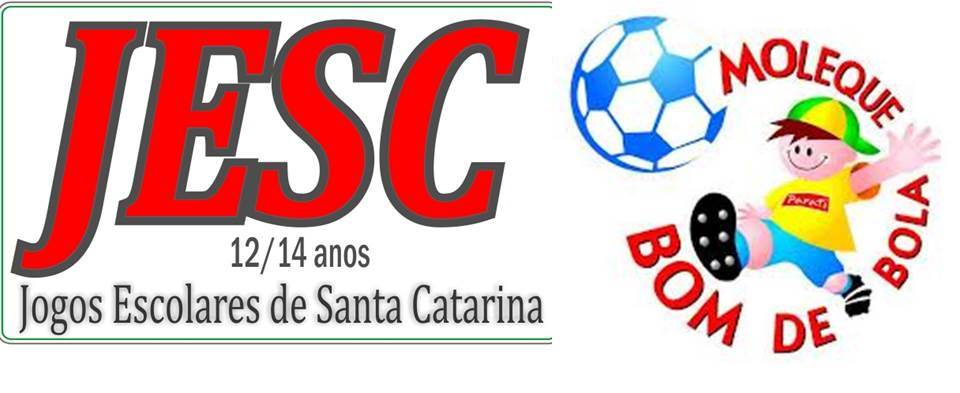 JESC
12/14 anos
Jogos Escolares de Santa Catarina
MOLEQUE
BOM DE BOLA
Parati